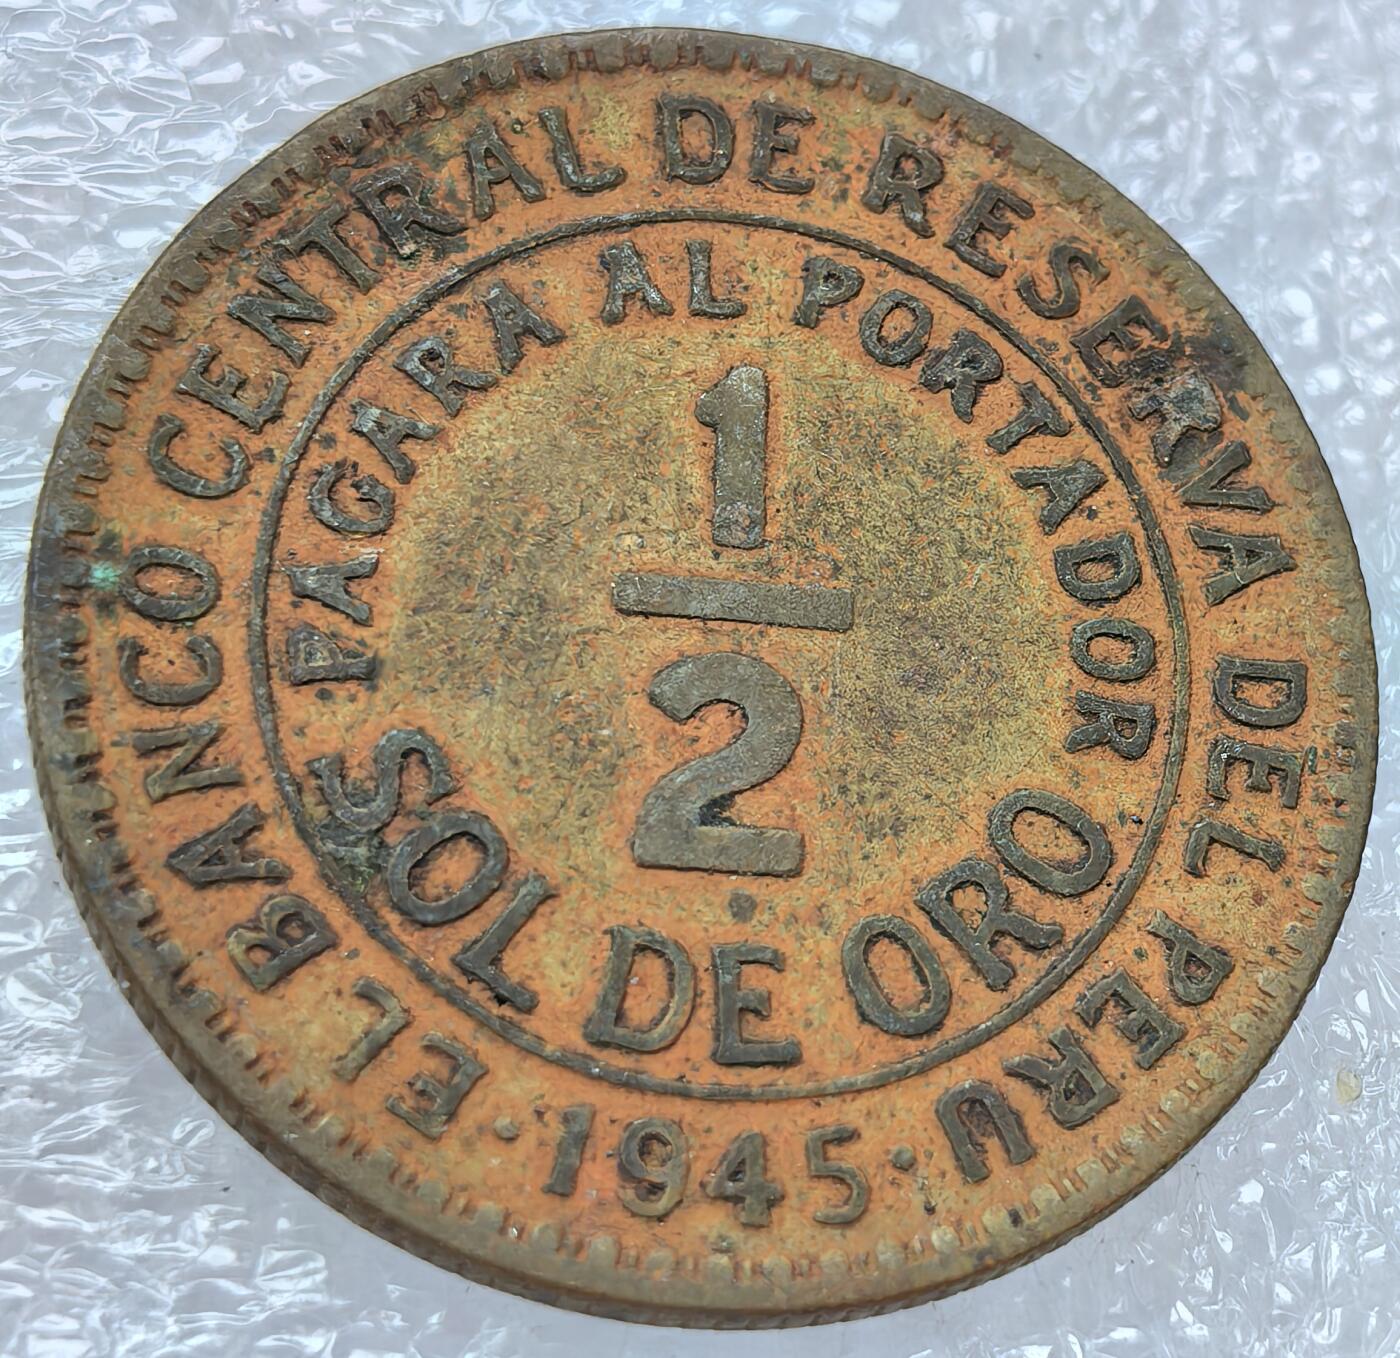 EL BANCO CENTRAL DE RESERVA DEL PERU
PAGARA AL PORTADOR
1
2
SOL DE ORO
·1945·